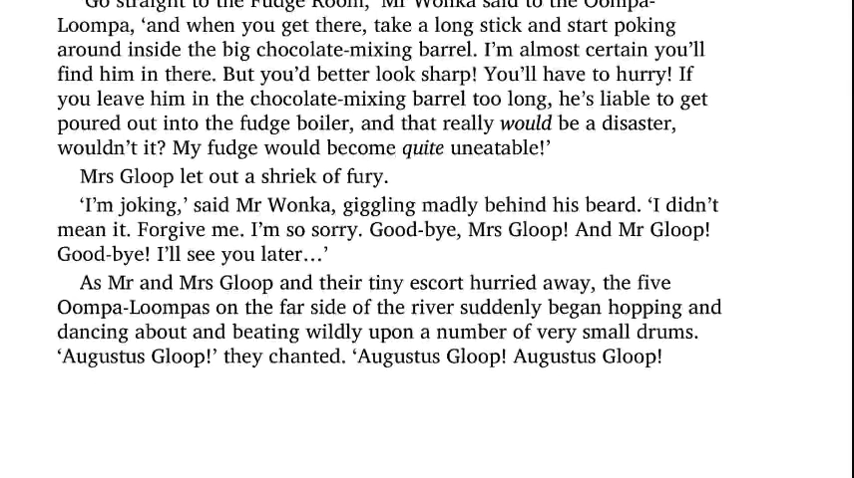 ‘Go straight to the Fudge Room,’ Mr Wonka said to the Oompa-
Loompa, ‘and when you get there, take a long stick and start poking
around inside the big chocolate-mixing barrel. I’m almost certain you’ll
find him in there. But you’d better look sharp! You’ll have to hurry! If
you leave him in the chocolate-mixing barrel too long, he’s liable to get
poured out into the fudge boiler, and that really would be a disaster,
wouldn’t it? My fudge would become quite uneatable!’
Mrs Gloop let out a shriek of fury.
‘I’m joking,’ said Mr Wonka, giggling madly behind his beard. ‘I didn’t
mean it. Forgive me. I’m so sorry. Good-bye, Mrs Gloop! And Mr Gloop!
Good-bye! I’ll see you later…’
As Mr and Mrs Gloop and their tiny escort hurried away, the five
Oompa-Loompas on the far side of the river suddenly began hopping and
dancing about and beating wildly upon a number of very small drums.
‘Augustus Gloop!’ they chanted. ‘Augustus Gloop! Augustus Gloop!